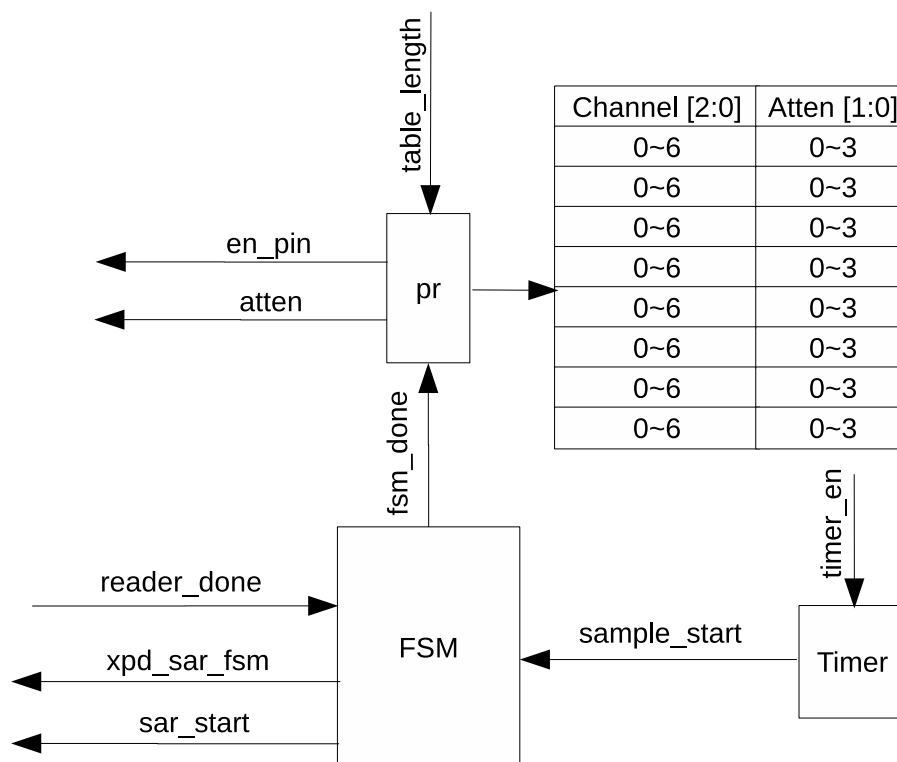 table_length
Channel [2:0] Atten [1:0]
0~6 0~3
0~6 0~3
0~6 0~3
0~6 0~3
0~6 0~3
0~6 0~3
0~6 0~3
0~6 0~3
en_pin
atten
pr
fsm_done
timer_en
reader_done
xpd_sar_fsm
sar_start
FSM
sample_start
Timer